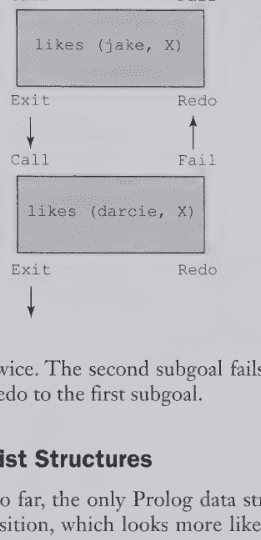 likes (jake, X)
Exit Redo
Call Fail
likes (darcie, X)
Exit Redo
wice. The second subgoal fails
edo to the first subgoal.
ist Structures
o far, the only Prolog data str
sition, which looks more like